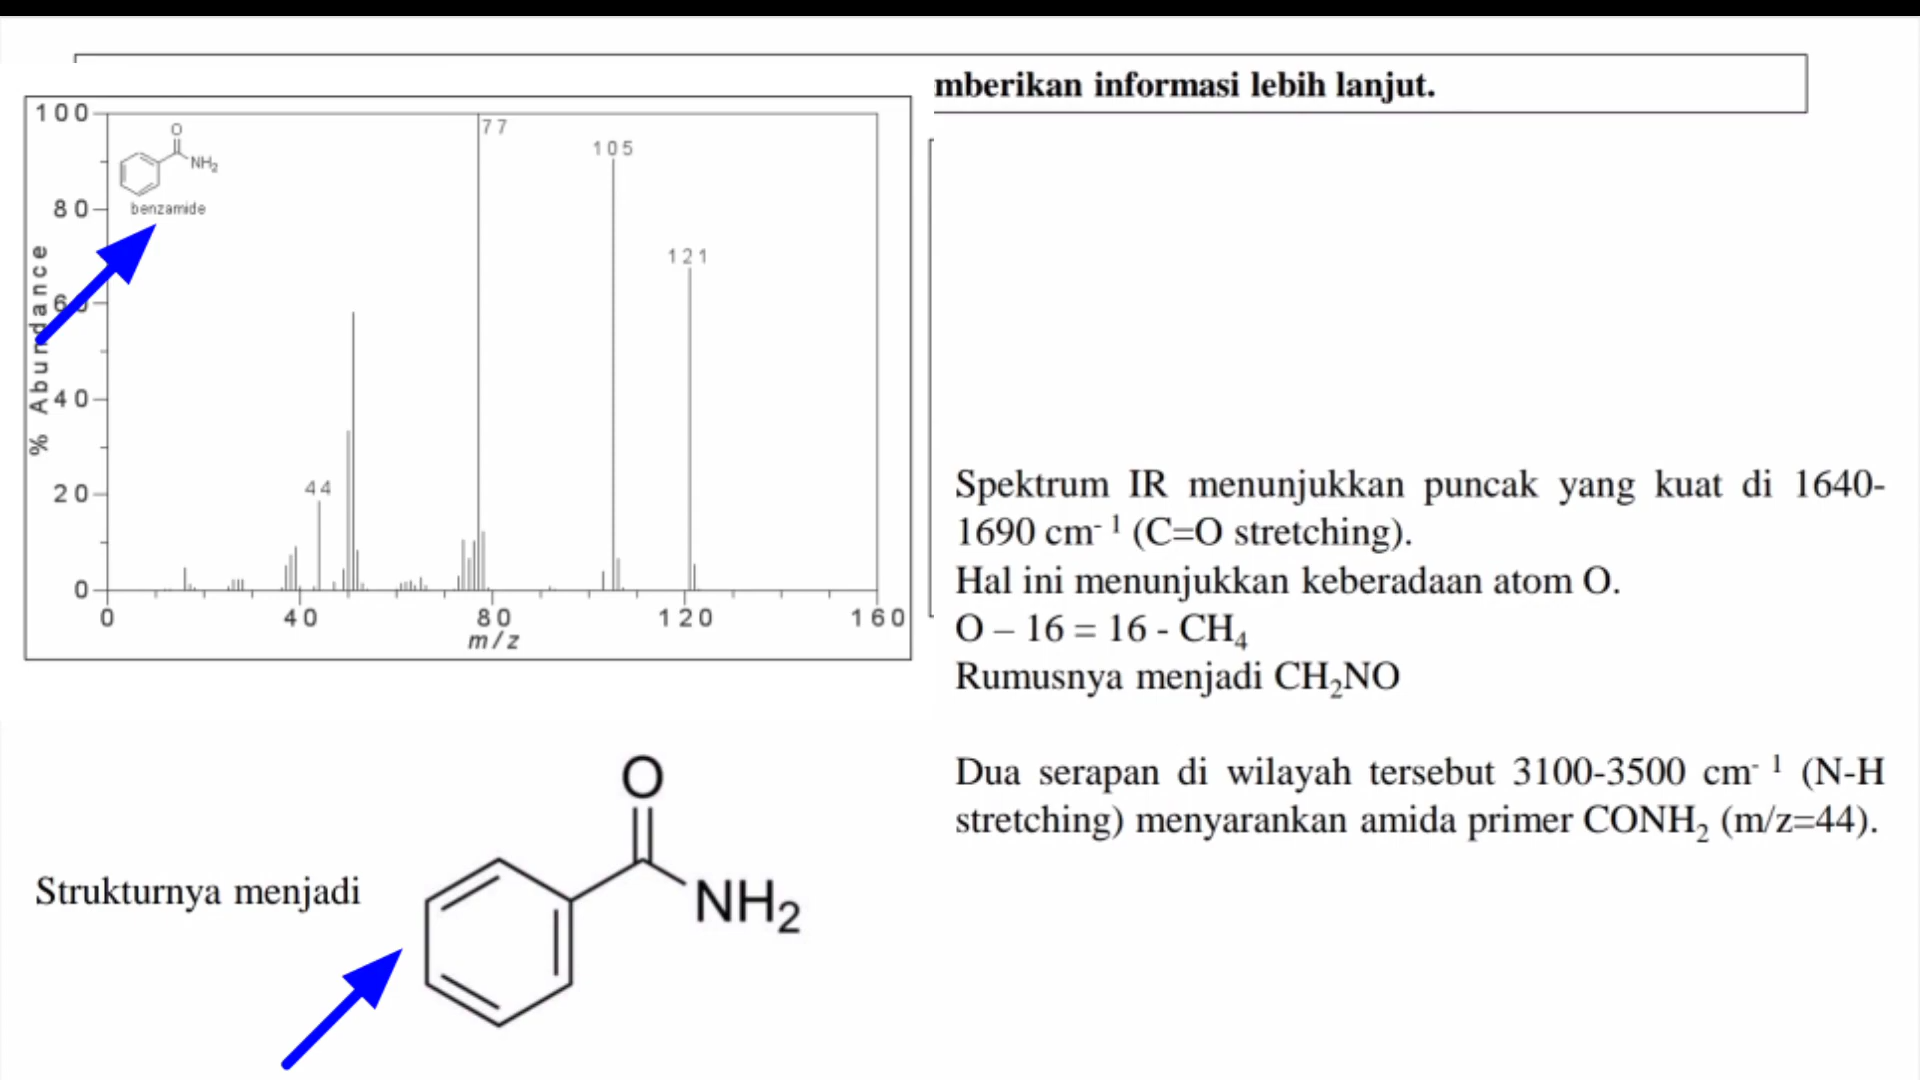 mberikan informasi lebih lanjut.
100
77
105
O
NH₂
benzamide
80
121
60
% Abundance
40
44
20
0
0 40 80 120 160
m/z
Spektrum IR menunjukkan puncak yang kuat di 1640-
1690 cm⁻¹ (C=O stretching).
Hal ini menunjukkan keberadaan atom O.
O – 16 = 16 - CH₄
Rumusnya menjadi CH₂NO
Dua serapan di wilayah tersebut 3100-3500 cm⁻¹ (N-H
stretching) menyarankan amida primer CONH₂ (m/z=44).
Strukturnya menjadi
O
NH₂